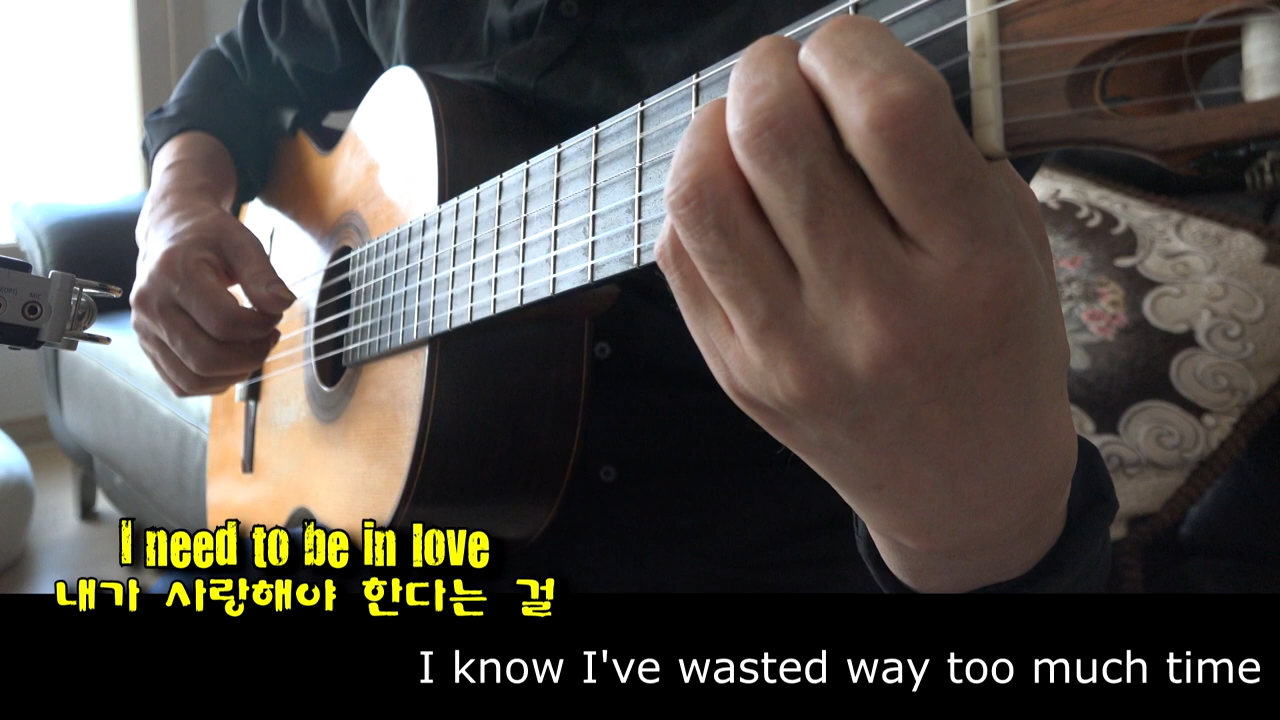 MIC
I need to be in love
내가 사랑해야 한다는 걸
I know I've wasted way too much time